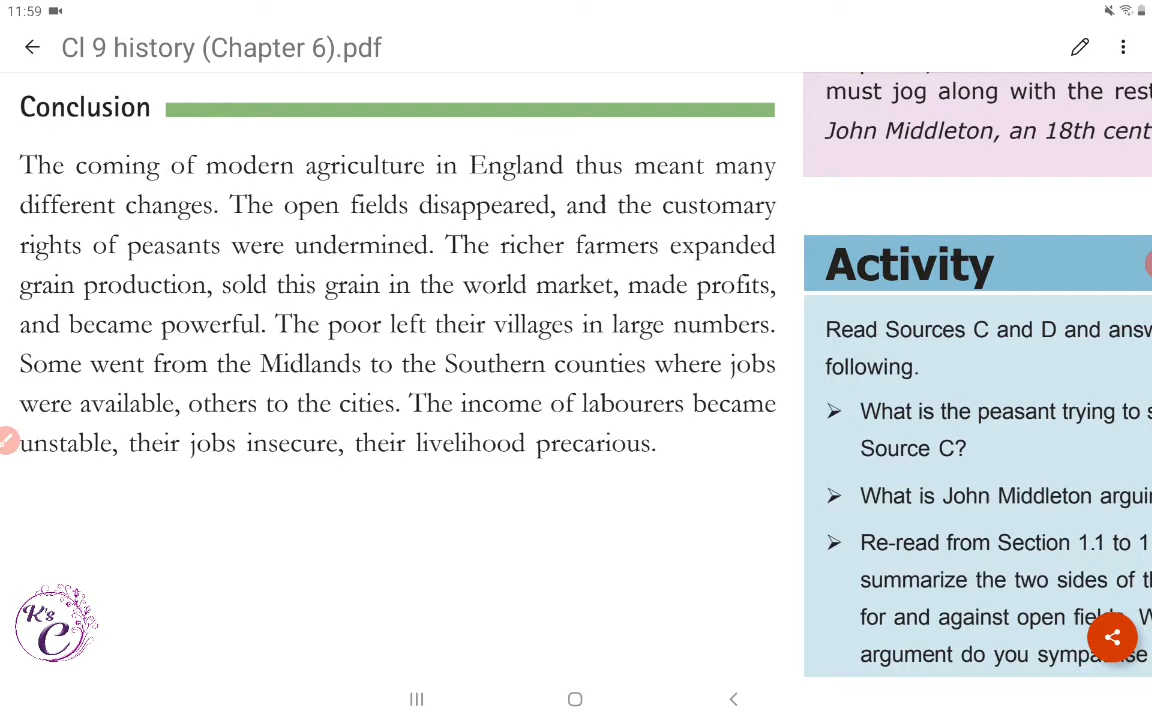 11:59
Cl 9 history (Chapter 6).pdf
Conclusion
The coming of modern agriculture in England thus meant many
different changes. The open fields disappeared, and the customary
rights of peasants were undermined. The richer farmers expanded
grain production, sold this grain in the world market, made profits,
and became powerful. The poor left their villages in large numbers.
Some went from the Midlands to the Southern counties where jobs
were available, others to the cities. The income of labourers became
unstable, their jobs insecure, their livelihood precarious.
must jog along with the rest
John Middleton, an 18th cent
Activity
Read Sources C and D and answ
following.
➢ What is the peasant trying to s
Source C?
➢ What is John Middleton arguin
➢ Re-read from Section 1.1 to 1
summarize the two sides of th
for and against open W
argument do you
K's
C